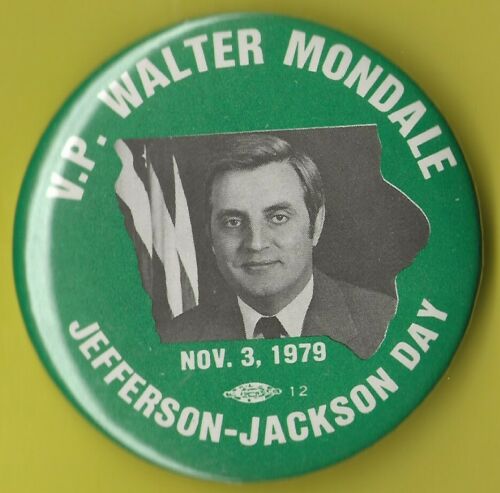 V.P. WALTER MONDALE
NOV. 3, 1979
12
JEFFERSON-JACKSON DAY